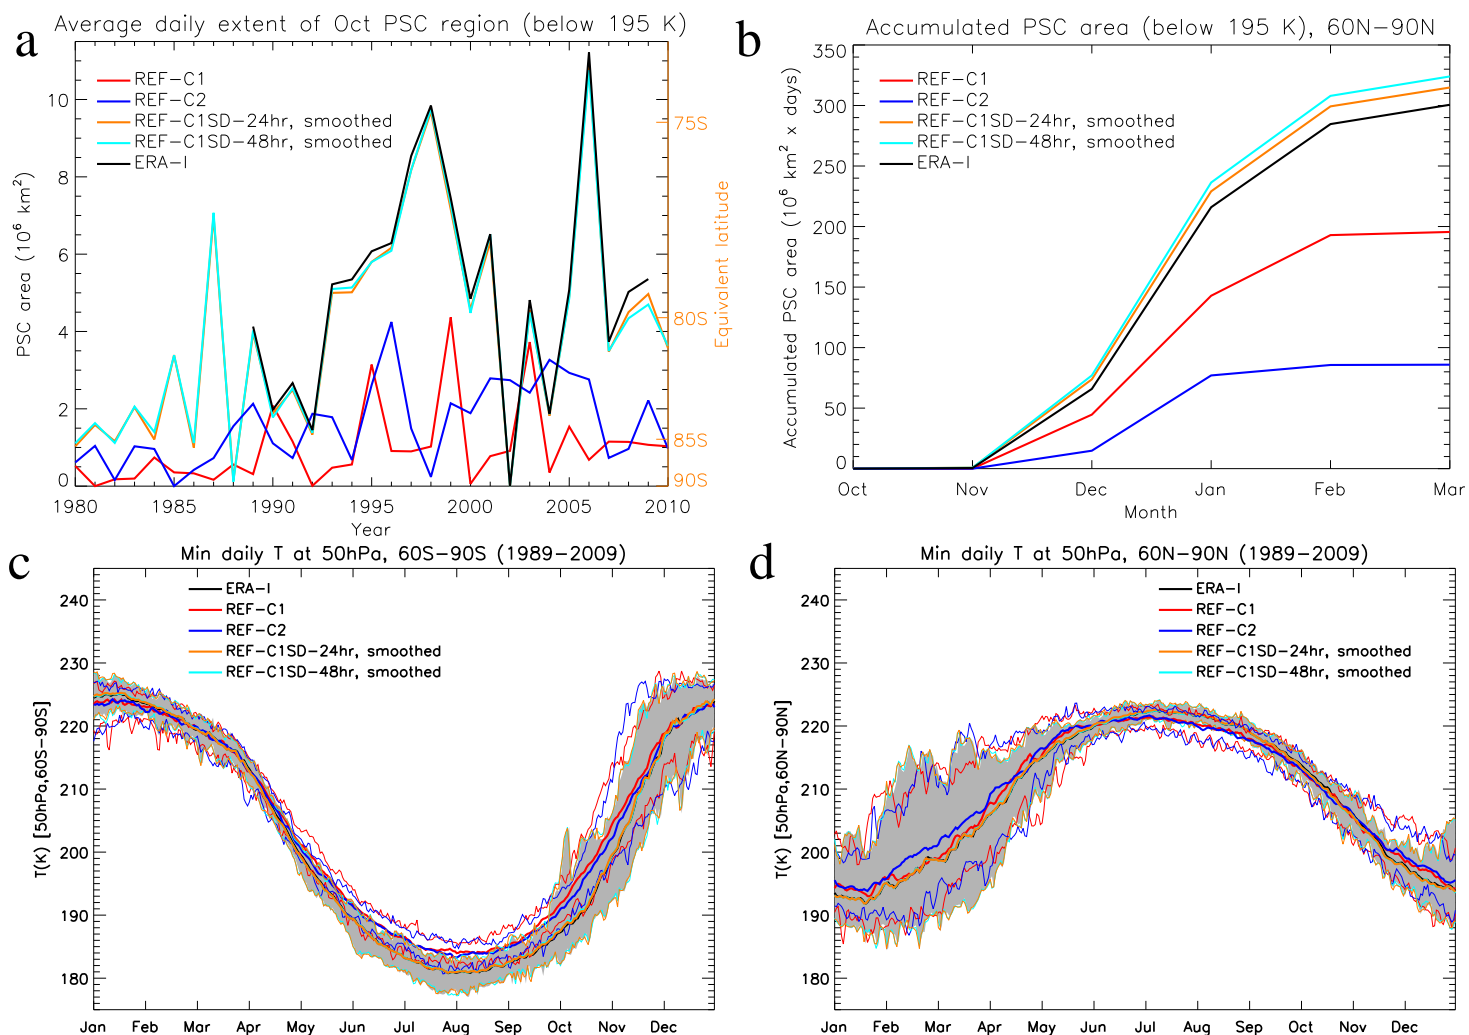 a
Average daily extent of Oct PSC region (below 195 K)
REF-C1
REF-C2
REF-C1SD-24hr, smoothed
REF-C1SD-48hr, smoothed
ERA-I
PSC area (10⁶ km²)
10
8
6
4
2
0
75S
80S
85S
90S
Equivalent latitude
1980 1985 1990 1995 2000 2005 2010
Year
b
Accumulated PSC area (below 195 K), 60N-90N
REF-C1
REF-C2
REF-C1SD-24hr, smoothed
REF-C1SD-48hr, smoothed
ERA-I
Accumulated PSC area (10⁶ km² x days)
350
300
250
200
150
100
50
0
Oct Nov Dec Jan Feb Mar
Month
c
Min daily T at 50hPa, 60S-90S (1989-2009)
ERA-I
REF-C1
REF-C2
REF-C1SD-24hr, smoothed
REF-C1SD-48hr, smoothed
T(K) [50hPa,60S-90S]
240
230
220
210
200
190
180
Jan Feb Mar Apr May Jun Jul Aug Sep Oct Nov Dec
d
Min daily T at 50hPa, 60N-90N (1989-2009)
ERA-I
REF-C1
REF-C2
REF-C1SD-24hr, smoothed
REF-C1SD-48hr, smoothed
T(K) [50hPa,60N-90N]
240
230
220
210
200
190
180
Jan Feb Mar Apr May Jun Jul Aug Sep Oct Nov Dec